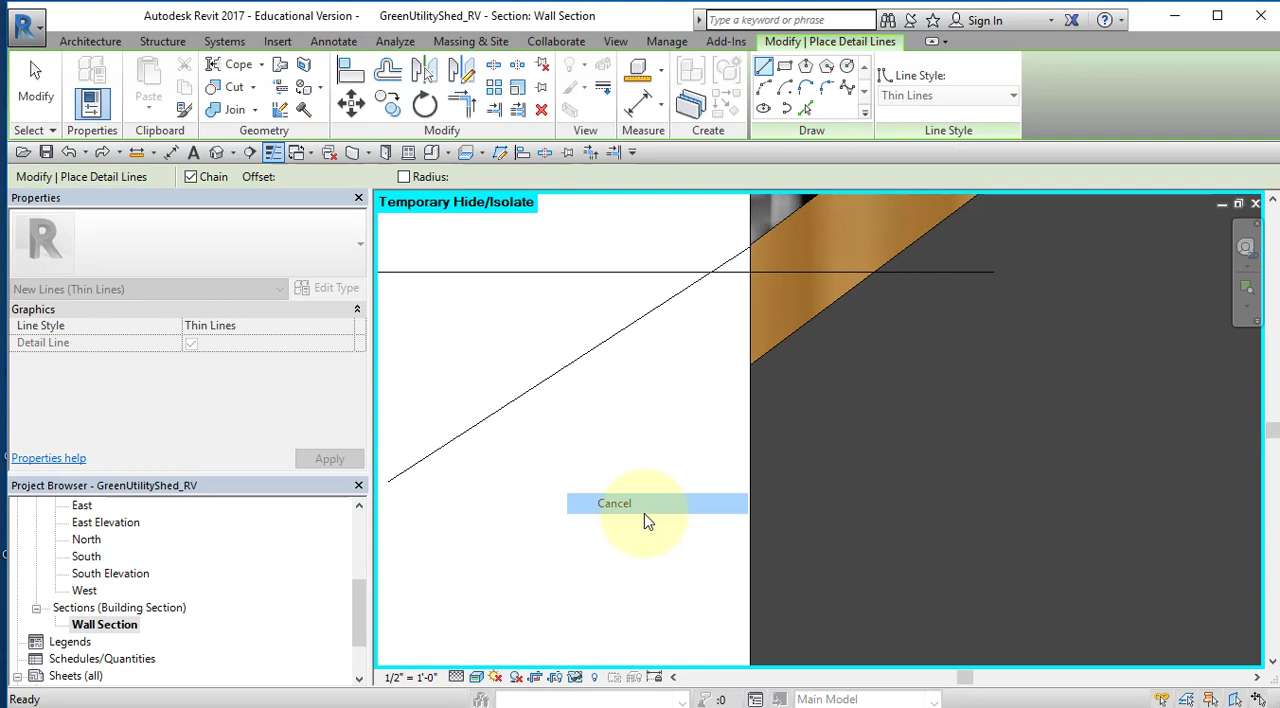 Autodesk Revit 2017 - Educational Version - GreenUtilityShed_RV - Section: Wall Section
Type a keyword or phrase
Sign In
Architecture Structure Systems Insert Annotate Analyze Massing & Site Collaborate View Manage Add-Ins Modify | Place Detail Lines
Modify
Paste
Cope
Cut
Join
Line Style:
Thin Lines
Select Properties Clipboard Geometry Modify View Measure Create Draw Line Style
Modify | Place Detail Lines Chain Offset: Radius:
Properties
R
New Lines (Thin Lines) Edit Type
Graphics
Line Style Thin Lines
Detail Line
Properties help Apply
Project Browser - GreenUtilityShed_RV
East
East Elevation
North
South
South Elevation
West
Sections (Building Section)
Wall Section
Legends
Schedules/Quantities
Sheets (all)
Temporary Hide/Isolate
2D
Cancel
1/2" = 1'-0"
Ready
:0
Main Model